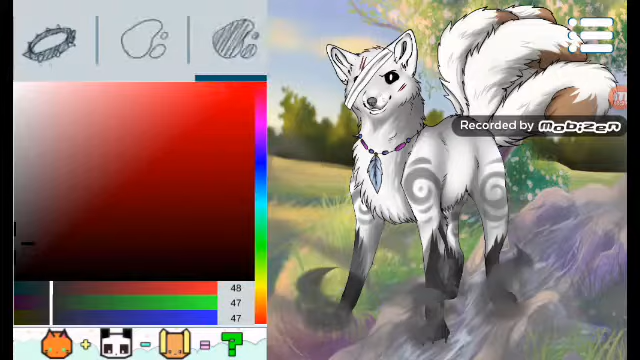 Recorded by mobizen
48
47
47
+ - = ?